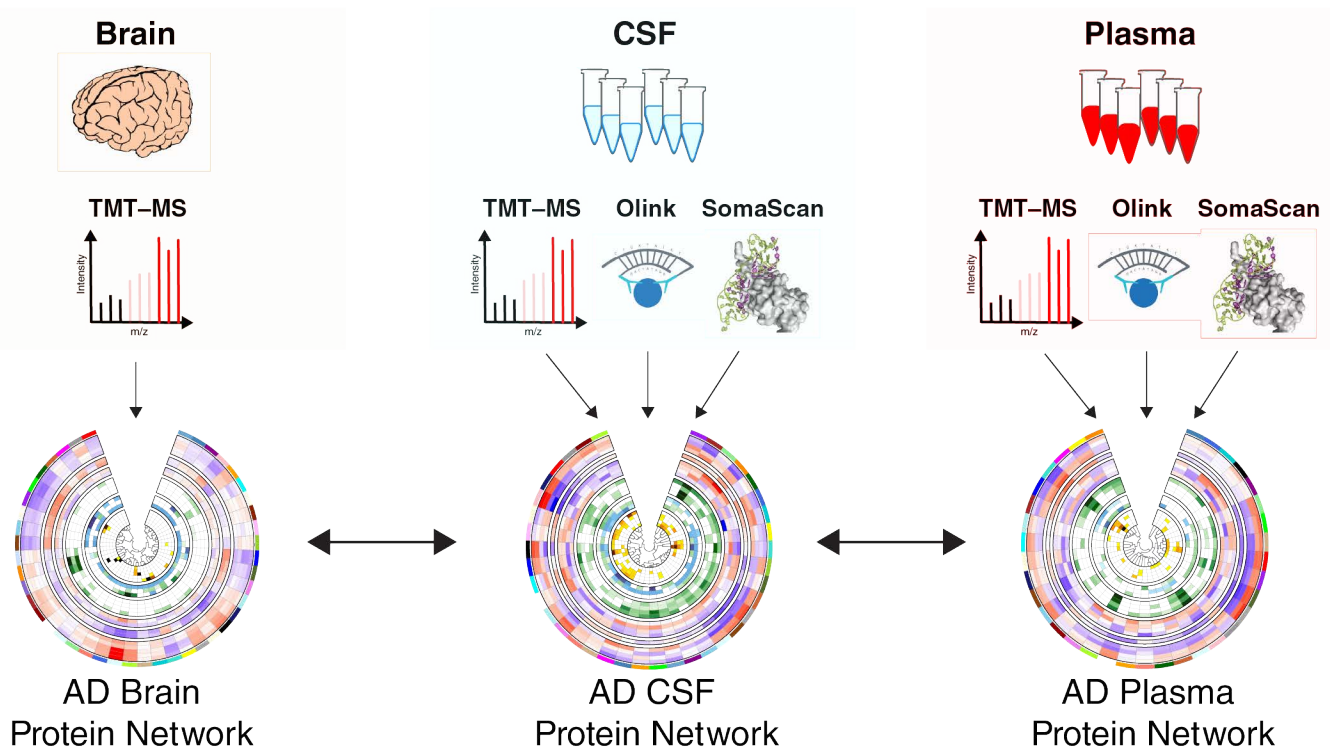 Brain
CSF
Plasma
TMT–MS
TMT–MS
Olink
SomaScan
TMT–MS
Olink
SomaScan
Intensity
m/z
Intensity
m/z
Intensity
m/z
AD Brain
Protein Network
AD CSF
Protein Network
AD Plasma
Protein Network